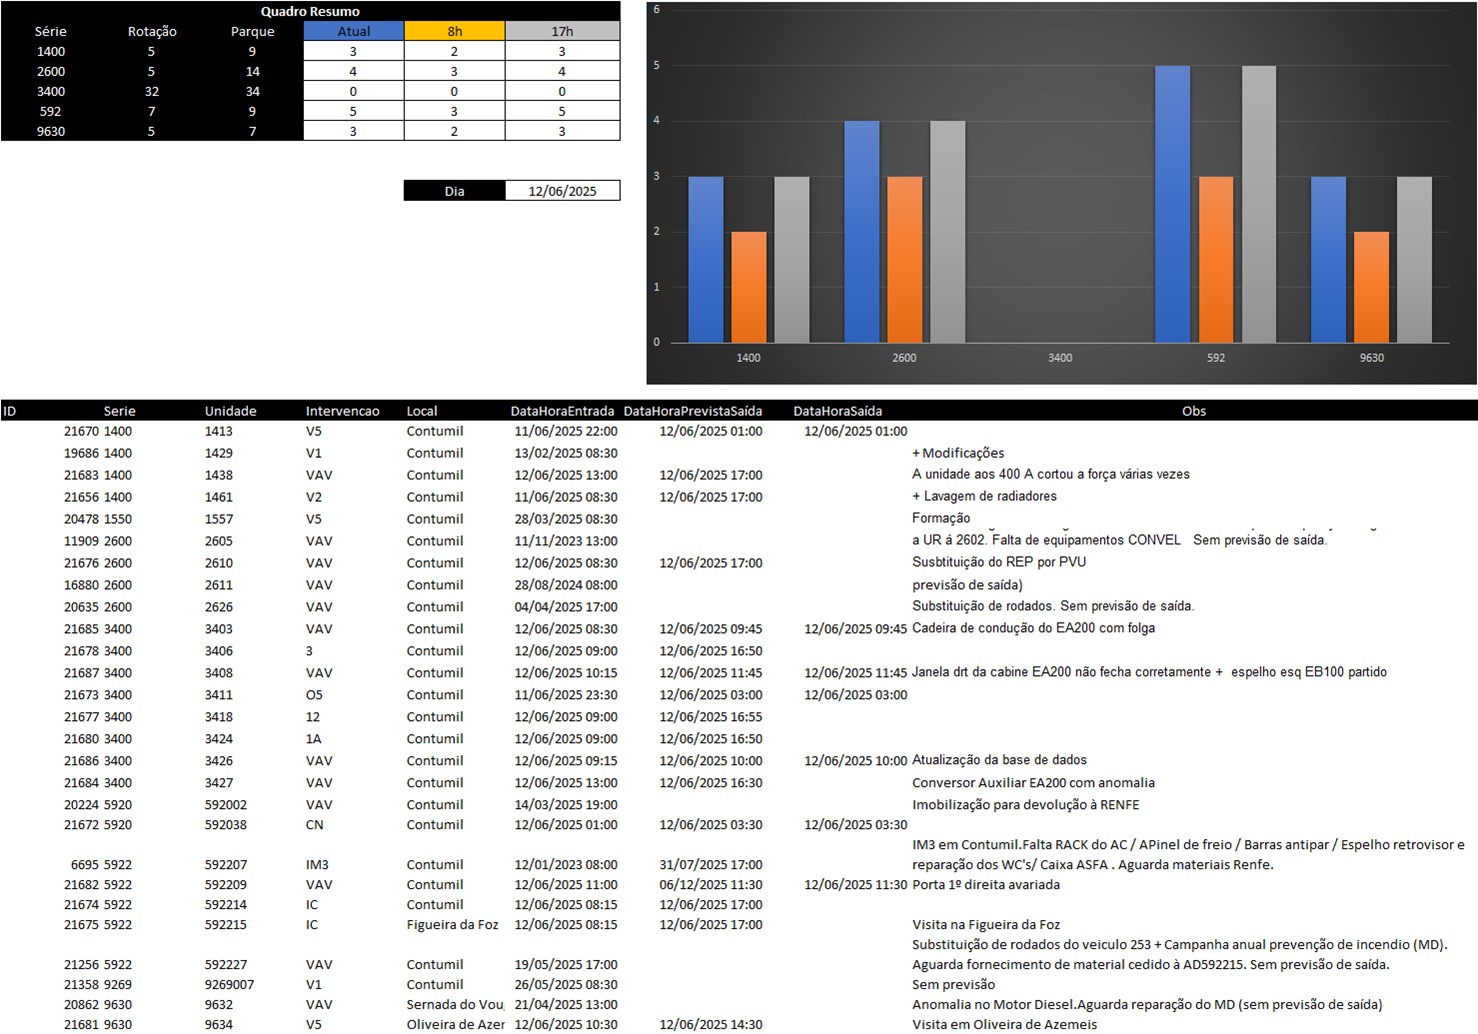 Quadro Resumo
Série Rotação Parque Atual 8h 17h
1400 5 9 3 2 3
2600 5 14 4 3 4
3400 32 34 0 0 0
592 7 9 5 3 5
9630 5 7 3 2 3
Dia 12/06/2025
6
5
4
3
2
1
0
1400 2600 3400 592 9630
ID Serie Unidade Intervencao Local DataHoraEntrada DataHoraPrevistaSaída DataHoraSaída Obs
21670 1400 1413 V5 Contumil 11/06/2025 22:00 12/06/2025 01:00 12/06/2025 01:00
19686 1400 1429 V1 Contumil 13/02/2025 08:30 + Modificações
21683 1400 1438 VAV Contumil 12/06/2025 13:00 12/06/2025 17:00 A unidade aos 400 A cortou a força várias vezes
21656 1400 1461 V2 Contumil 11/06/2025 08:30 12/06/2025 17:00 + Lavagem de radiadores
20478 1550 1557 V5 Contumil 28/03/2025 08:30 Formação
11909 2600 2605 VAV Contumil 11/11/2023 13:00 a UR á 2602. Falta de equipamentos CONVEL Sem previsão de saída.
21676 2600 2610 VAV Contumil 12/06/2025 08:30 12/06/2025 17:00 Susbtituição do REP por PVU
16880 2600 2611 VAV Contumil 28/08/2024 08:00 previsão de saída)
20635 2600 2626 VAV Contumil 04/04/2025 17:00 Substituição de rodados. Sem previsão de saída.
21685 3400 3403 VAV Contumil 12/06/2025 08:30 12/06/2025 09:45 12/06/2025 09:45 Cadeira de condução do EA200 com folga
21678 3400 3406 3 Contumil 12/06/2025 09:00 12/06/2025 16:50
21687 3400 3408 VAV Contumil 12/06/2025 10:15 12/06/2025 11:45 12/06/2025 11:45 Janela drt da cabine EA200 não fecha corretamente + espelho esq EB100 partido
21673 3400 3411 O5 Contumil 11/06/2025 23:30 12/06/2025 03:00 12/06/2025 03:00
21677 3400 3418 12 Contumil 12/06/2025 09:00 12/06/2025 16:55
21680 3400 3424 1A Contumil 12/06/2025 09:00 12/06/2025 16:50
21686 3400 3426 VAV Contumil 12/06/2025 09:15 12/06/2025 10:00 12/06/2025 10:00 Atualização da base de dados
21684 3400 3427 VAV Contumil 12/06/2025 13:00 12/06/2025 16:30 Conversor Auxiliar EA200 com anomalia
20224 5920 592002 VAV Contumil 14/03/2025 19:00 Imobilização para devolução à RENFE
21672 5920 592038 CN Contumil 12/06/2025 01:00 12/06/2025 03:30 12/06/2025 03:30
IM3 em Contumil.Falta RACK do AC / APinel de freio / Barras antipar / Espelho retrovisor e
6695 5922 592207 IM3 Contumil 12/01/2023 08:00 31/07/2025 17:00 reparação dos WC's/ Caixa ASFA . Aguarda materiais Renfe.
21682 5922 592209 VAV Contumil 12/06/2025 11:00 06/12/2025 11:30 12/06/2025 11:30 Porta 1º direita avariada
21674 5922 592214 IC Contumil 12/06/2025 08:15 12/06/2025 17:00
21675 5922 592215 IC Figueira da Foz 12/06/2025 08:15 12/06/2025 17:00 Visita na Figueira da Foz
Substituição de rodados do veiculo 253 + Campanha anual prevenção de incendio (MD).
21256 5922 592227 VAV Contumil 19/05/2025 17:00 Aguarda fornecimento de material cedido à AD592215. Sem previsão de saída.
21358 9269 9269007 V1 Contumil 26/05/2025 08:30 Sem previsão
20862 9630 9632 VAV Sernada do Vou 21/04/2025 13:00 Anomalia no Motor Diesel.Aguarda reparação do MD (sem previsão de saída)
21681 9630 9634 V5 Oliveira de Azer 12/06/2025 10:30 12/06/2025 14:30 Visita em Oliveira de Azemeis